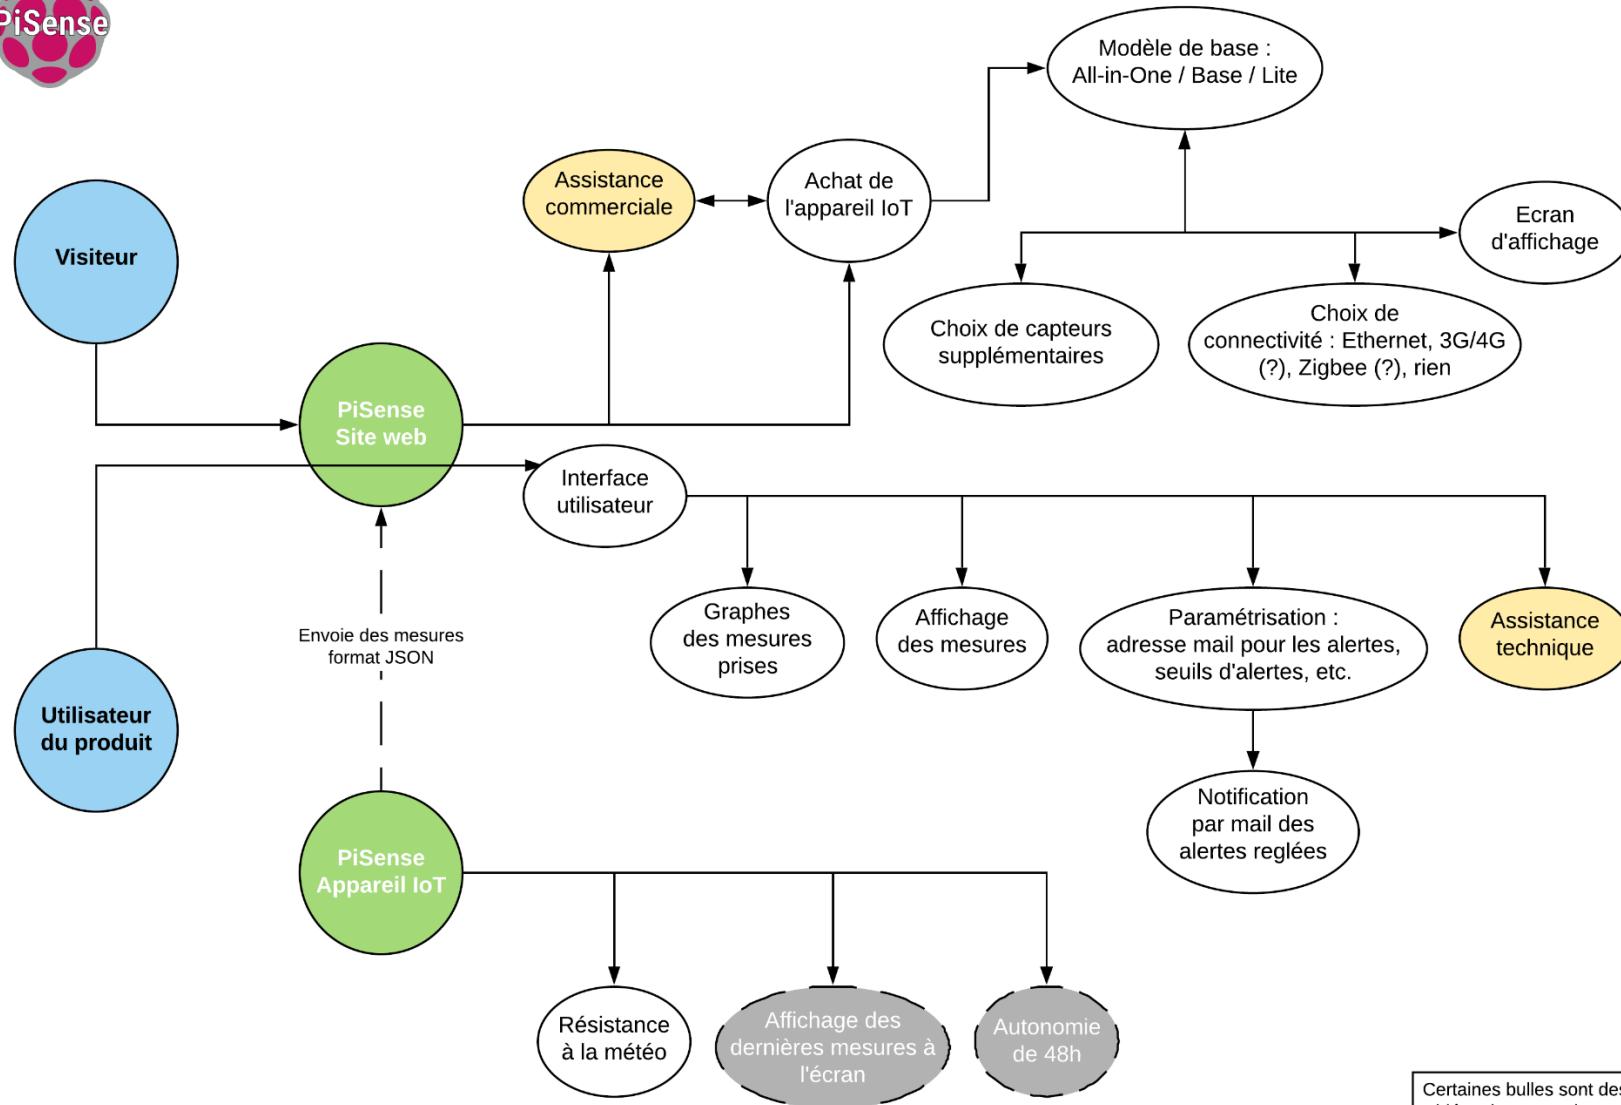 PiSense
Modèle de base :
All-in-One / Base / Lite
Assistance
commerciale
Achat de
l'appareil IoT
Ecran
d'affichage
Visiteur
Choix de capteurs
supplémentaires
Choix de
connectivité : Ethernet, 3G/4G
(?), Zigbee (?), rien
PiSense
Site web
Interface
utilisateur
Envoie des mesures
format JSON
Graphes
des mesures
prises
Affichage
des mesures
Paramétrisation :
adresse mail pour les alertes,
seuils d'alertes, etc.
Assistance
technique
Utilisateur
du produit
Notification
par mail des
alertes reglées
PiSense
Appareil IoT
Résistance
à la météo
Affichage des
dernières mesures à
l'écran
Autonomie
de 48h
Certaines bulles sont des